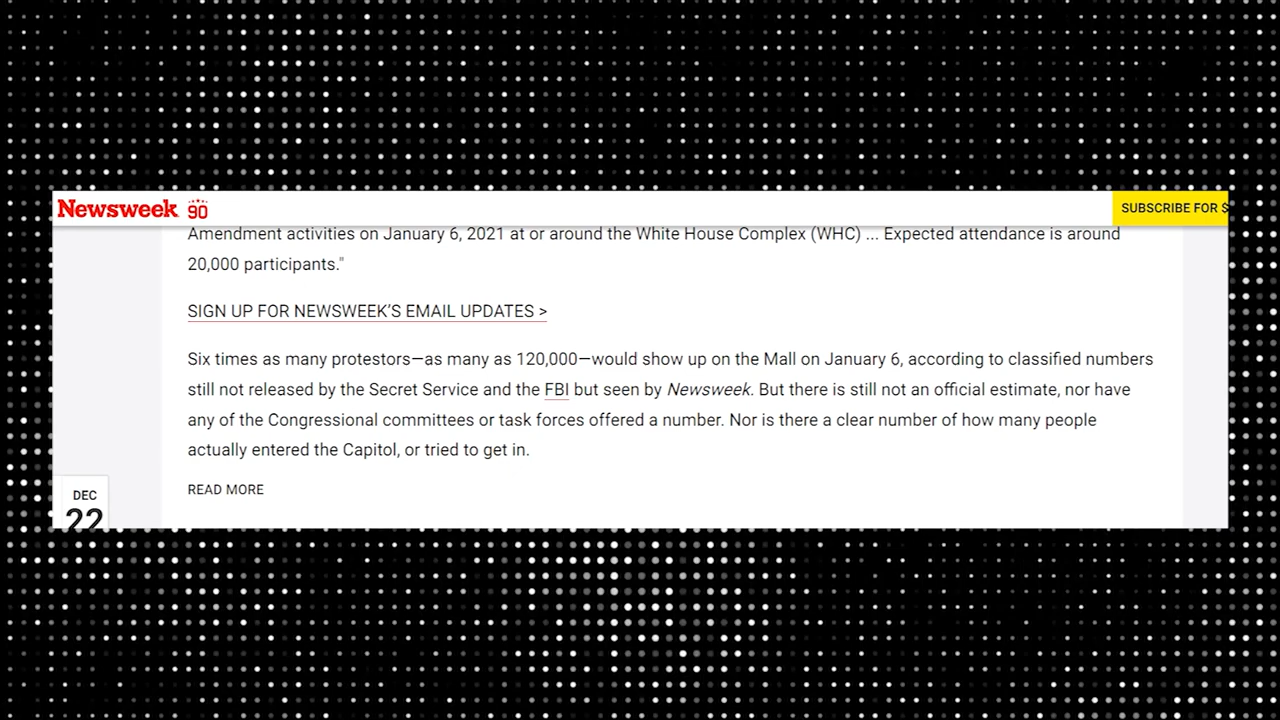 Newsweek 90
SUBSCRIBE FOR $
Amendment activities on January 6, 2021 at or around the White House Complex (WHC) ... Expected attendance is around
20,000 participants."
SIGN UP FOR NEWSWEEK’S EMAIL UPDATES >
Six times as many protestors—as many as 120,000—would show up on the Mall on January 6, according to classified numbers
still not released by the Secret Service and the FBI but seen by Newsweek. But there is still not an official estimate, nor have
any of the Congressional committees or task forces offered a number. Nor is there a clear number of how many people
actually entered the Capitol, or tried to get in.
READ MORE
DEC
22